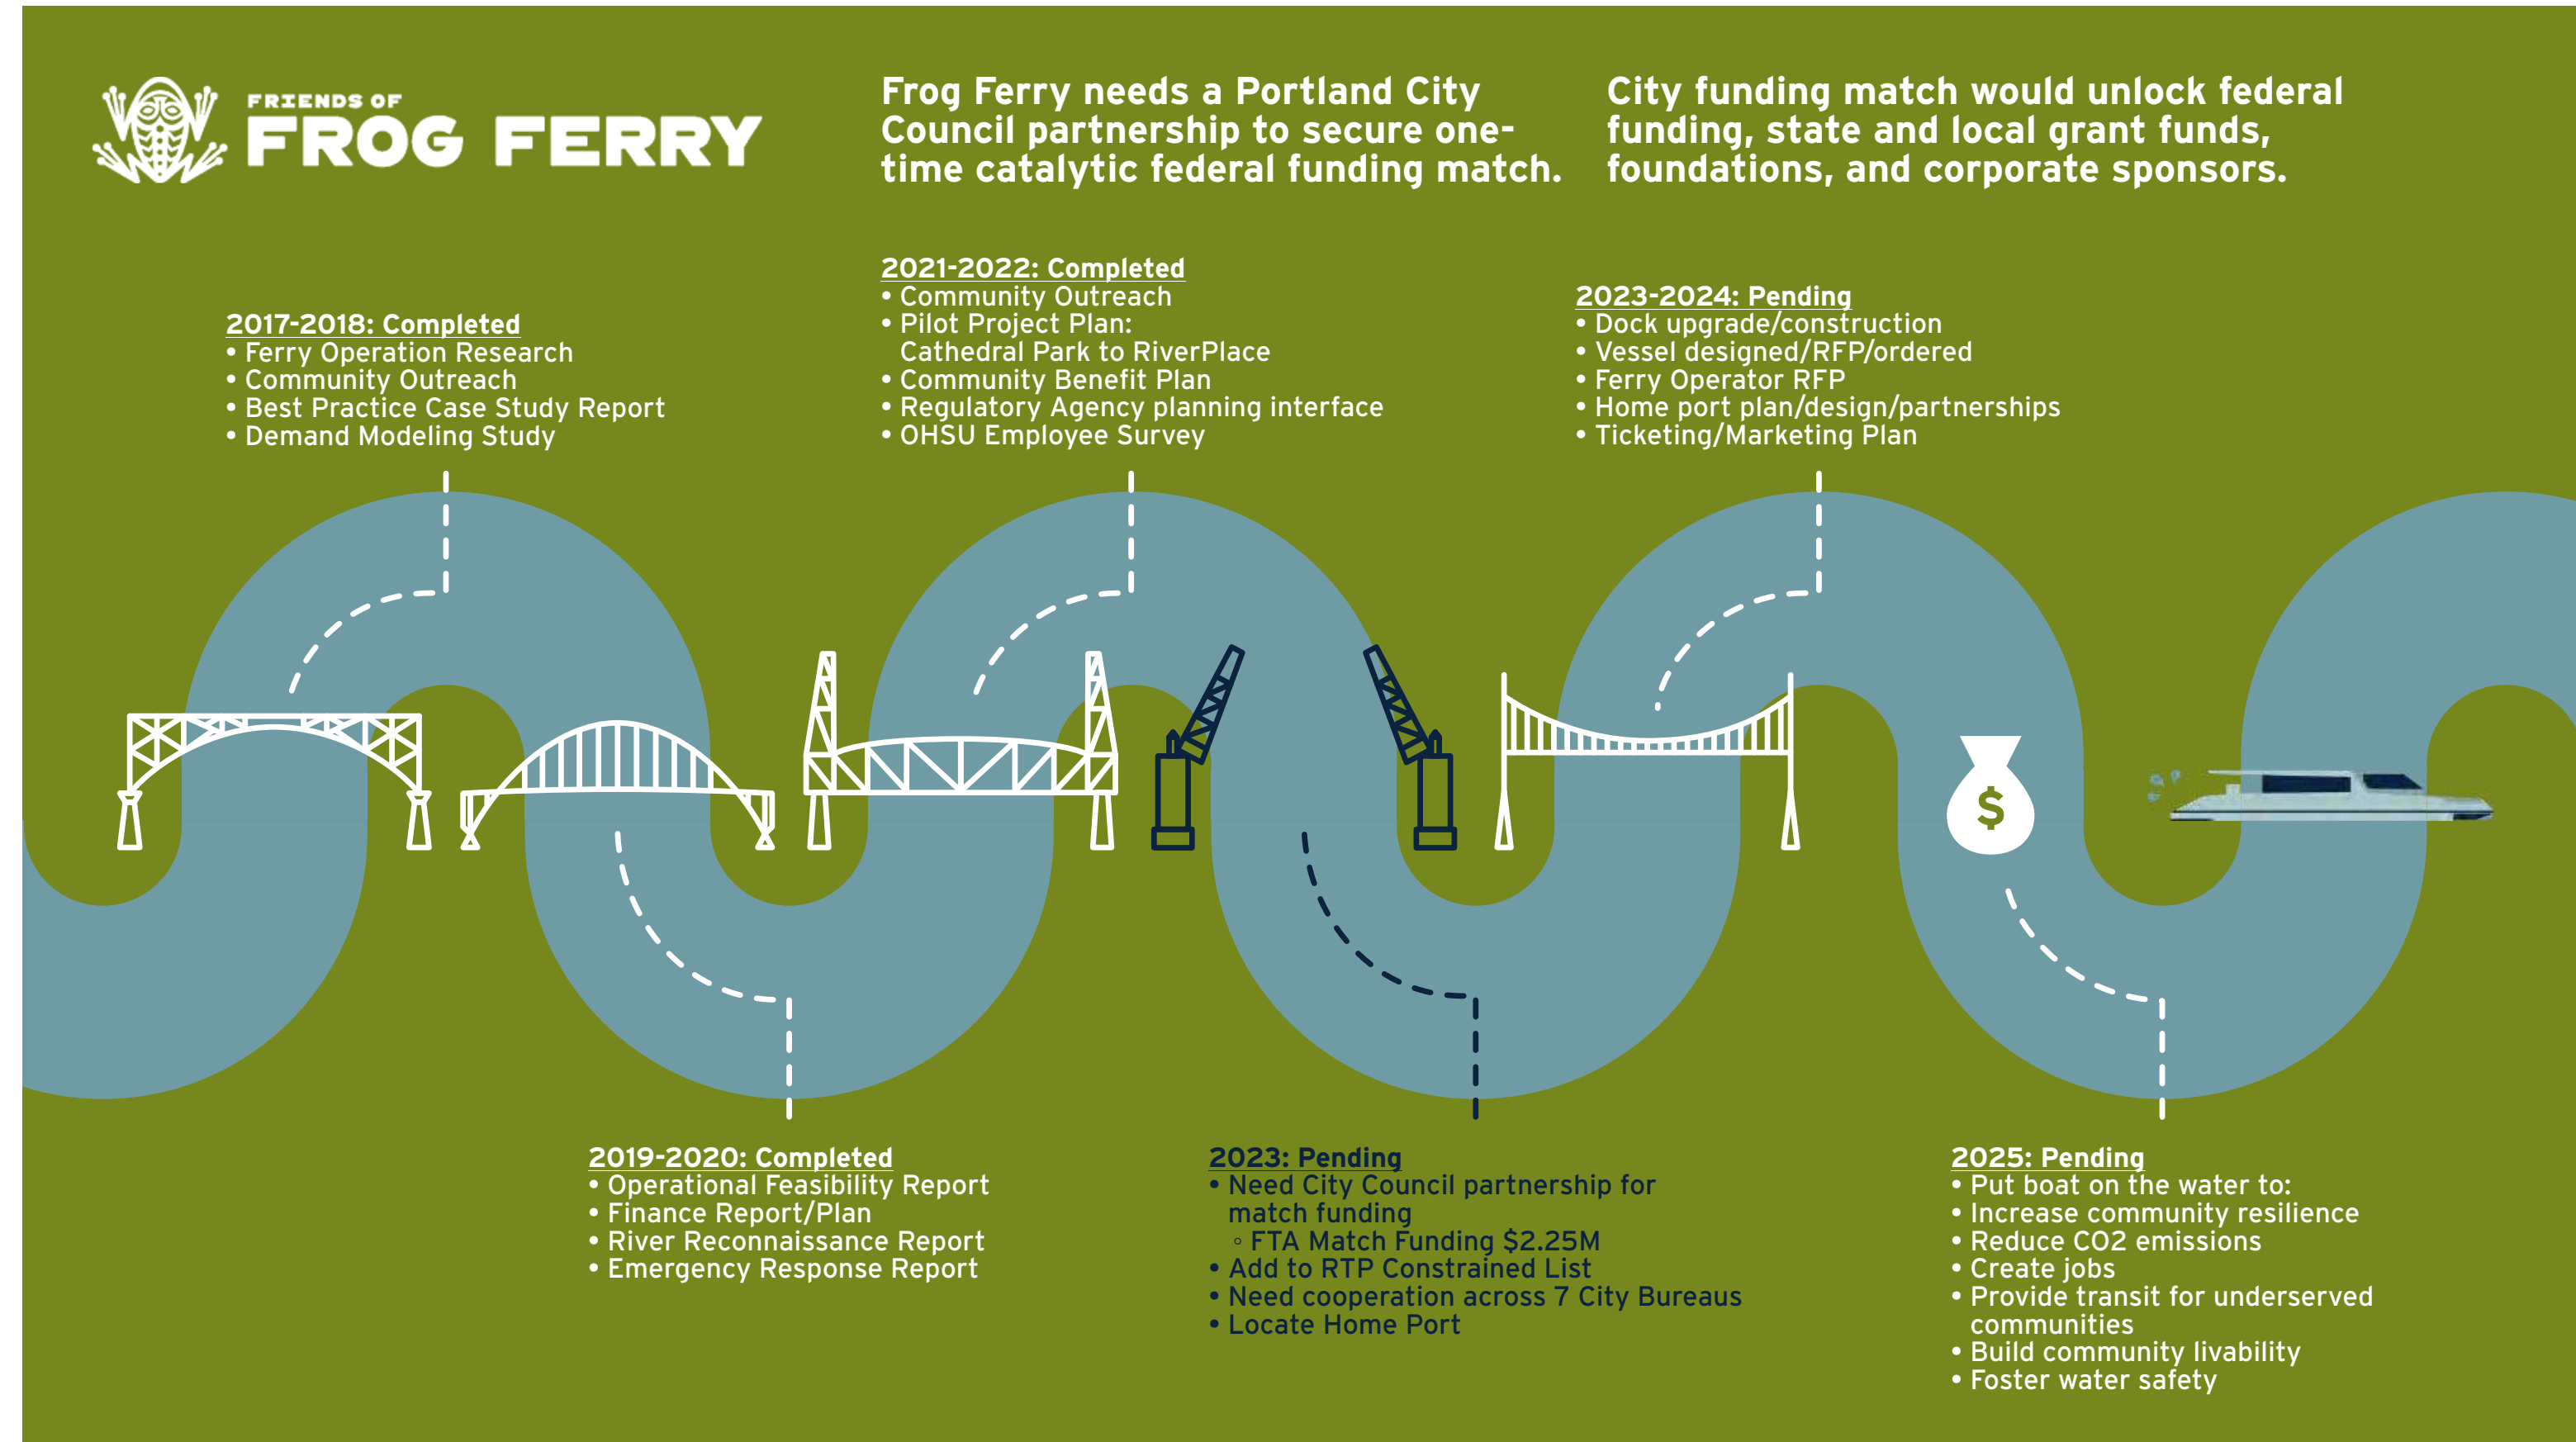 FRIENDS OF
FROG FERRY
Frog Ferry needs a Portland City
Council partnership to secure one-
time catalytic federal funding match.
City funding match would unlock federal
funding, state and local grant funds,
foundations, and corporate sponsors.
2017-2018: Completed
• Ferry Operation Research
• Community Outreach
• Best Practice Case Study Report
• Demand Modeling Study
2021-2022: Completed
• Community Outreach
• Pilot Project Plan:
Cathedral Park to RiverPlace
• Community Benefit Plan
• Regulatory Agency planning interface
• OHSU Employee Survey
2023-2024: Pending
• Dock upgrade/construction
• Vessel designed/RFP/ordered
• Ferry Operator RFP
• Home port plan/design/partnerships
• Ticketing/Marketing Plan
$
2019-2020: Completed
• Operational Feasibility Report
• Finance Report/Plan
• River Reconnaissance Report
• Emergency Response Report
2023: Pending
• Need City Council partnership for
match funding
◦ FTA Match Funding $2.25M
• Add to RTP Constrained List
• Need cooperation across 7 City Bureaus
• Locate Home Port
2025: Pending
• Put boat on the water to:
• Increase community resilience
• Reduce CO2 emissions
• Create jobs
• Provide transit for underserved
communities
• Build community livability
• Foster water safety